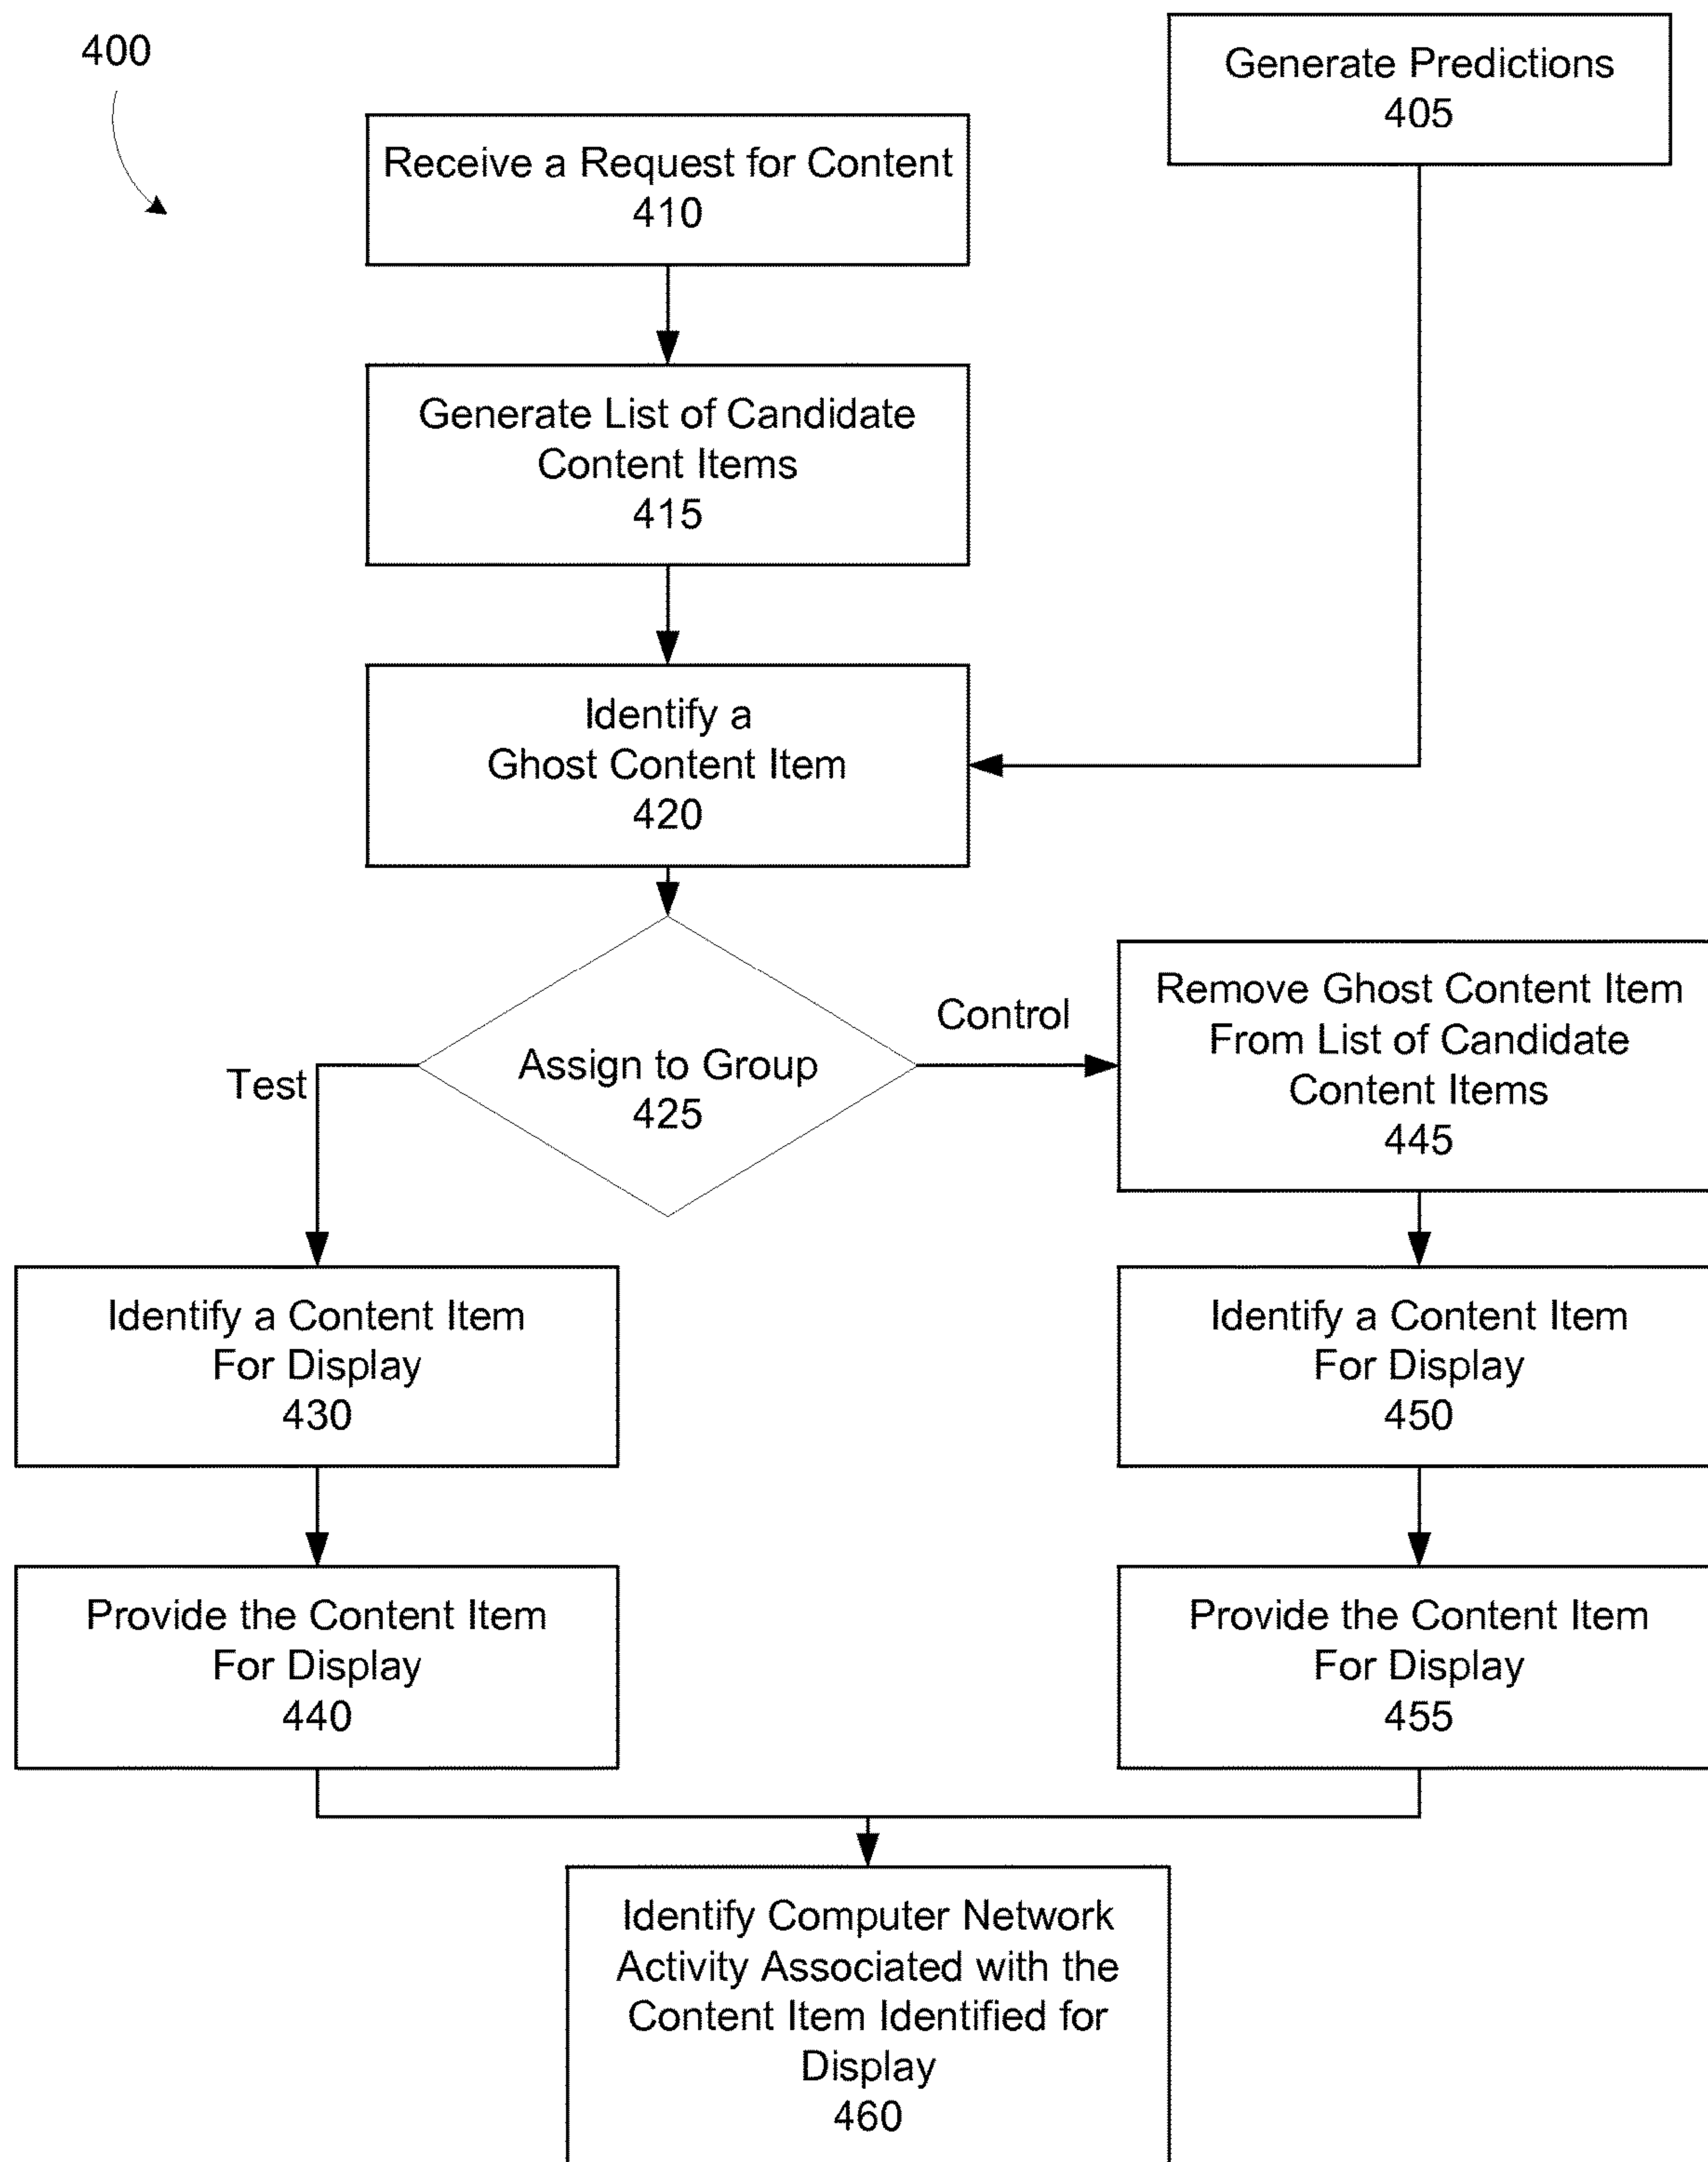 400
Generate Predictions
405
Receive a Request for Content
410
Generate List of Candidate
Content Items
415
Identify a
Ghost Content Item
420
Assign to Group
425
Test
Control
Remove Ghost Content Item
From List of Candidate
Content Items
445
Identify a Content Item
For Display
430
Identify a Content Item
For Display
450
Provide the Content Item
For Display
440
Provide the Content Item
For Display
455
Identify Computer Network
Activity Associated with the
Content Item Identified for
Display
460